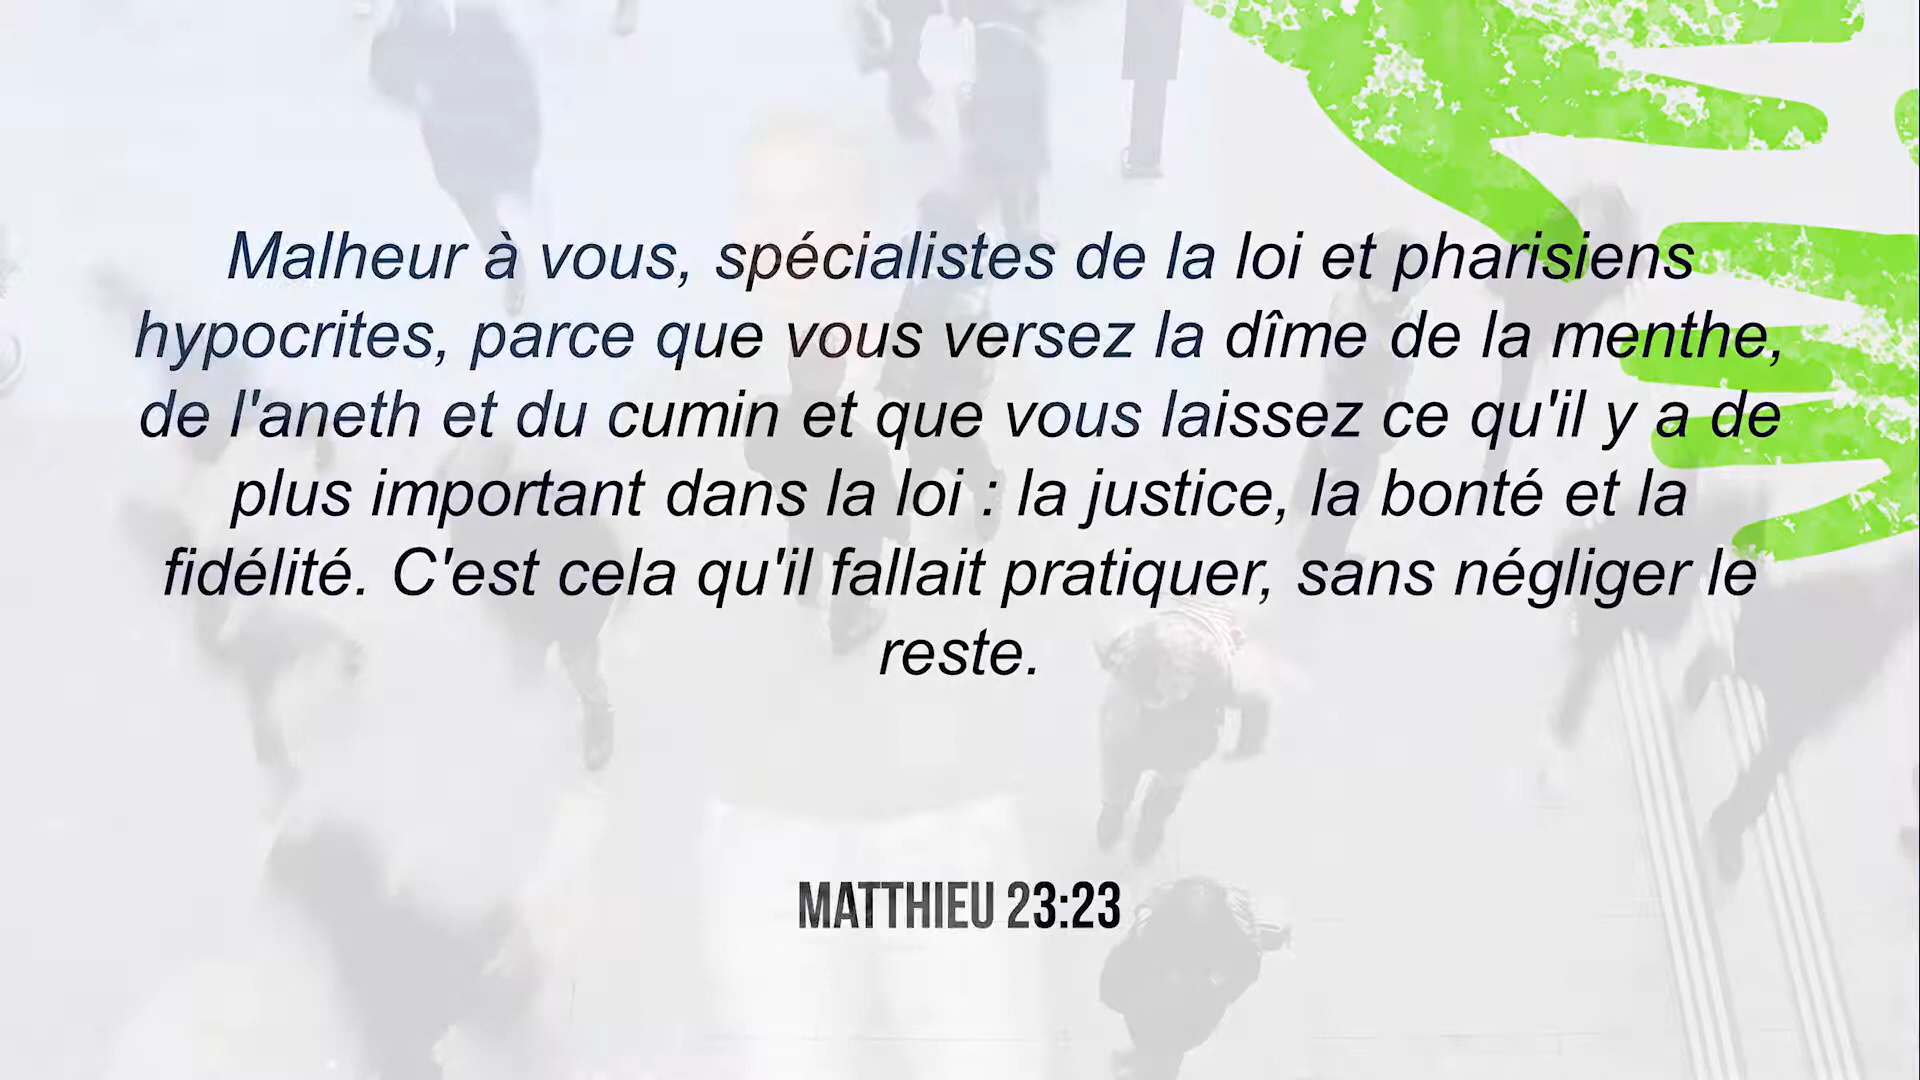 Malheur à vous, spécialistes de la loi et pharisiens
hypocrites, parce que vous versez la dîme de la menthe,
de l'aneth et du cumin et que vous laissez ce qu'il y a de
plus important dans la loi : la justice, la bonté et la
fidélité. C'est cela qu'il fallait pratiquer, sans négliger le
reste.
MATTHIEU 23:23